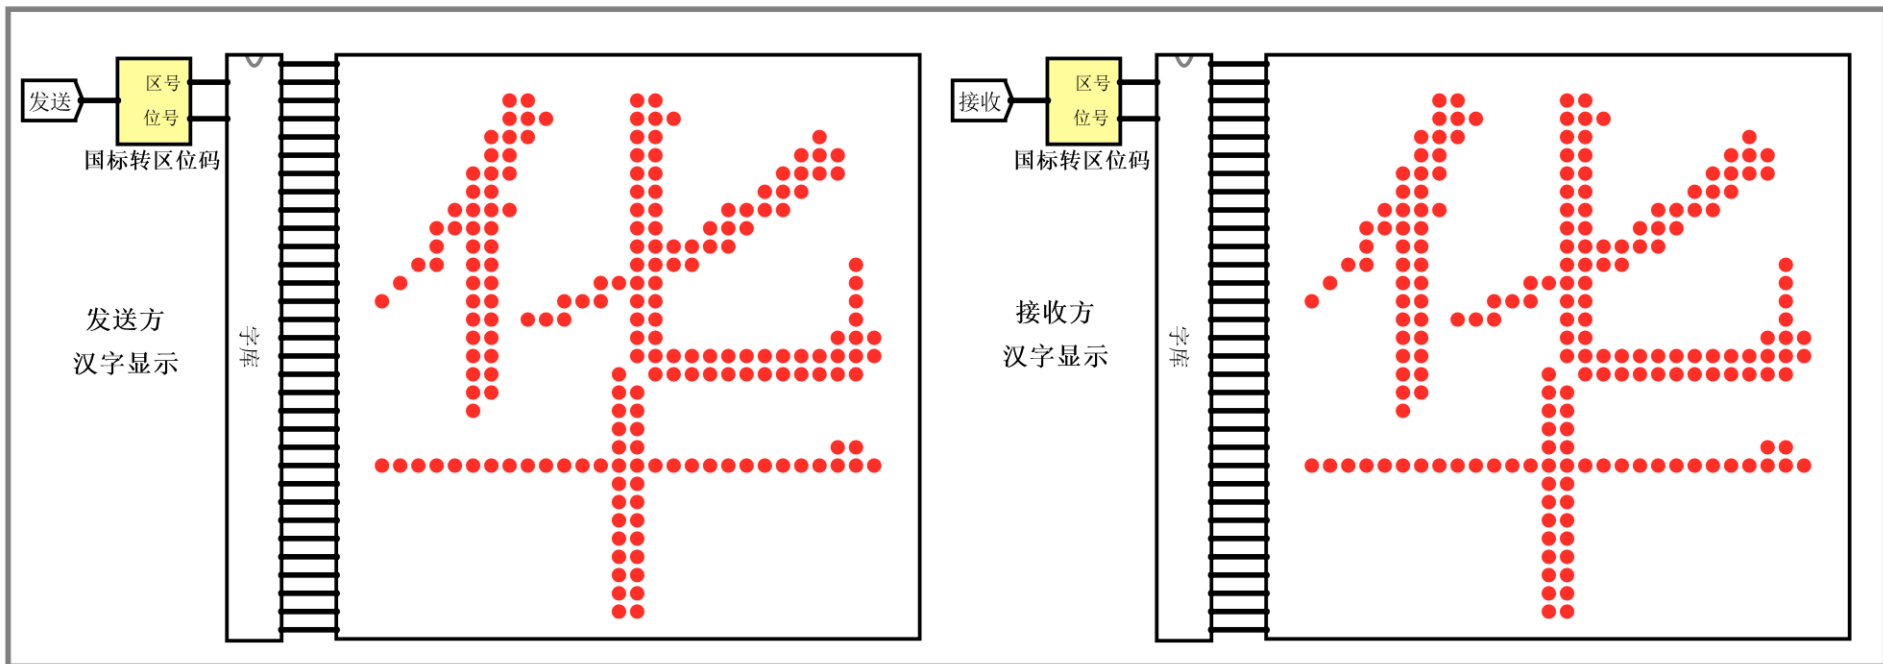 发送
区号
位号
国标转区位码
发送方
汉字显示
字库
华
接收
区号
位号
国标转区位码
接收方
汉字显示
字库
华